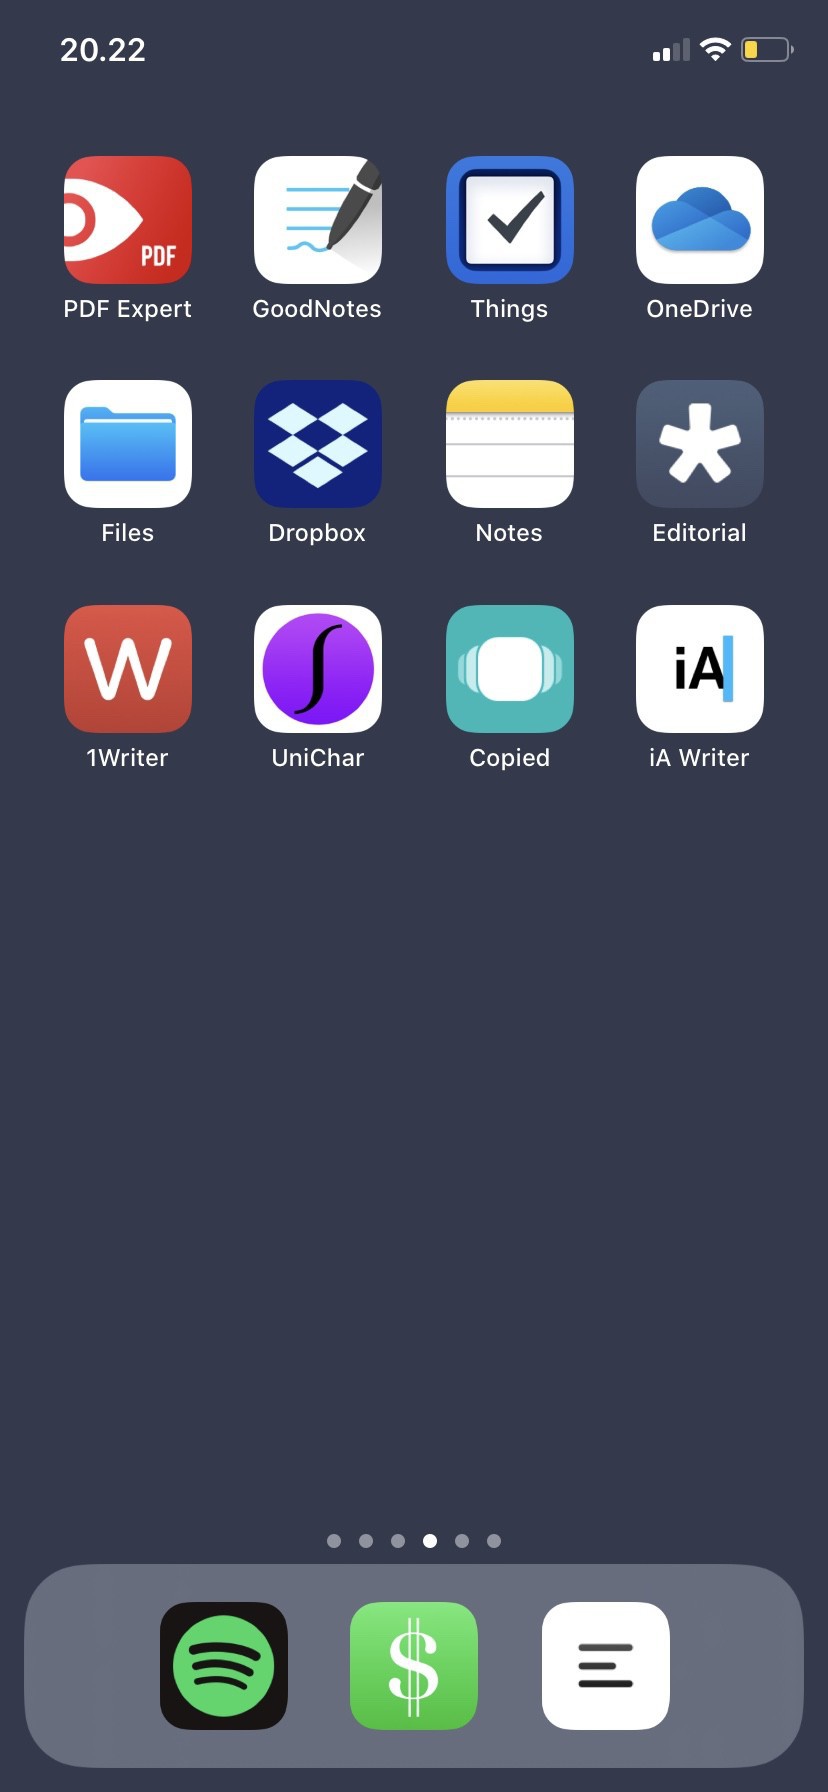 20.22
PDF
PDF Expert GoodNotes Things OneDrive
Files Dropbox Notes Editorial
W iA
1Writer UniChar Copied iA Writer
$